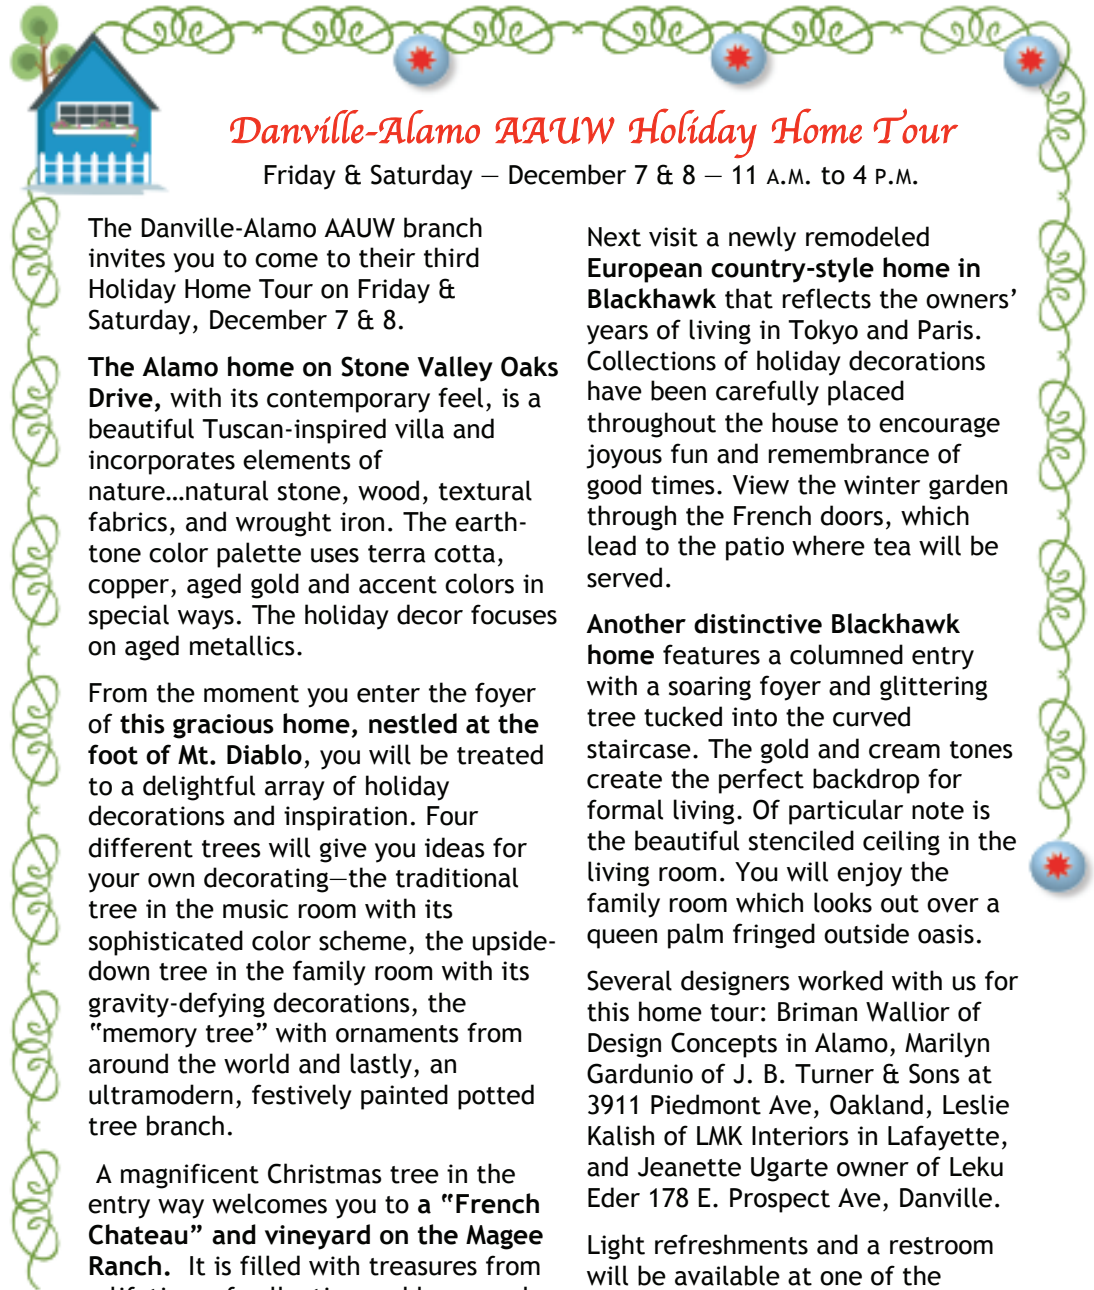 Danville-Alamo AAUW Holiday Home Tour
Friday & Saturday — December 7 & 8 — 11 A.M. to 4 P.M.
The Danville-Alamo AAUW branch
invites you to come to their third
Holiday Home Tour on Friday &
Saturday, December 7 & 8.
The Alamo home on Stone Valley Oaks
Drive, with its contemporary feel, is a
beautiful Tuscan-inspired villa and
incorporates elements of
nature…natural stone, wood, textural
fabrics, and wrought iron. The earth-
tone color palette uses terra cotta,
copper, aged gold and accent colors in
special ways. The holiday decor focuses
on aged metallics.
From the moment you enter the foyer
of this gracious home, nestled at the
foot of Mt. Diablo, you will be treated
to a delightful array of holiday
decorations and inspiration. Four
different trees will give you ideas for
your own decorating—the traditional
tree in the music room with its
sophisticated color scheme, the upside-
down tree in the family room with its
gravity-defying decorations, the
“memory tree” with ornaments from
around the world and lastly, an
ultramodern, festively painted potted
tree branch.
A magnificent Christmas tree in the
entry way welcomes you to a “French
Chateau” and vineyard on the Magee
Ranch. It is filled with treasures from
Next visit a newly remodeled
European country-style home in
Blackhawk that reflects the owners’
years of living in Tokyo and Paris.
Collections of holiday decorations
have been carefully placed
throughout the house to encourage
joyous fun and remembrance of
good times. View the winter garden
through the French doors, which
lead to the patio where tea will be
served.
Another distinctive Blackhawk
home features a columned entry
with a soaring foyer and glittering
tree tucked into the curved
staircase. The gold and cream tones
create the perfect backdrop for
formal living. Of particular note is
the beautiful stenciled ceiling in the
living room. You will enjoy the
family room which looks out over a
queen palm fringed outside oasis.
Several designers worked with us for
this home tour: Briman Wallior of
Design Concepts in Alamo, Marilyn
Gardunio of J. B. Turner & Sons at
3911 Piedmont Ave, Oakland, Leslie
Kalish of LMK Interiors in Lafayette,
and Jeanette Ugarte owner of Leku
Eder 178 E. Prospect Ave, Danville.
Light refreshments and a restroom
will be available at one of the